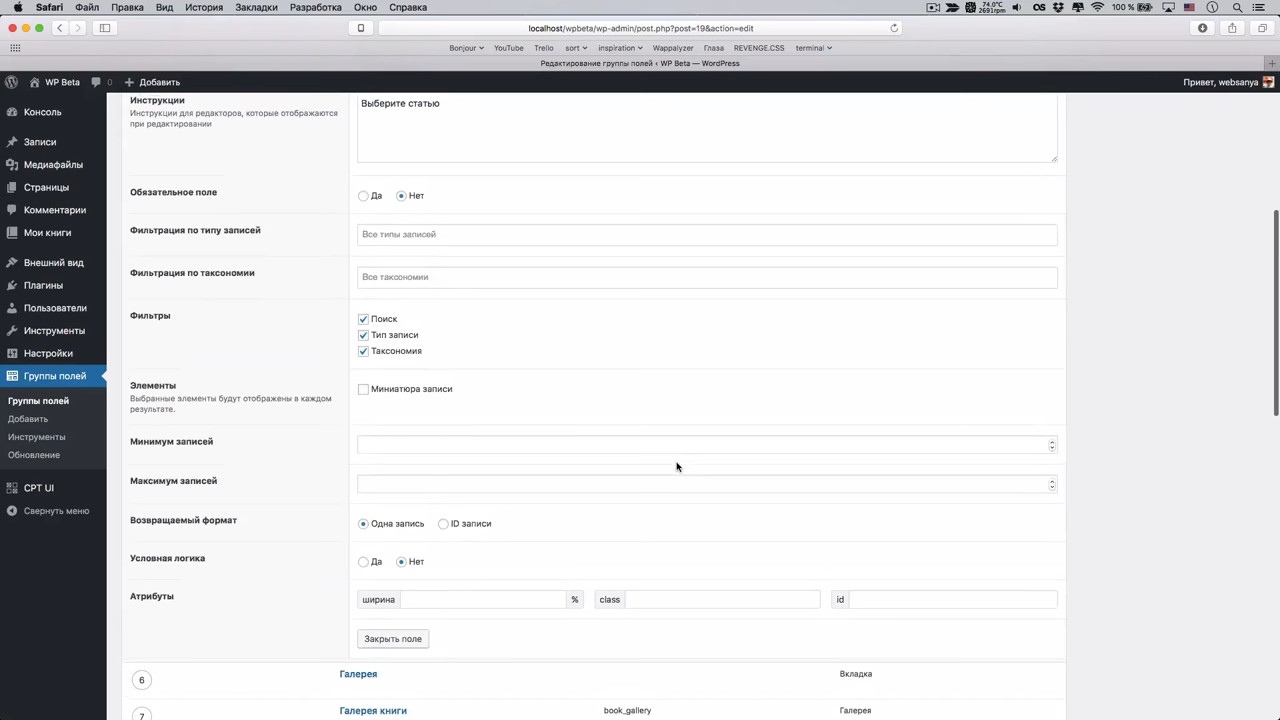 Safari Файл Правка Вид История Закладки Разработка Окно Справка
74.0°C
2691rpm
localhost/wpbeta/wp-admin/post.php?post=19&action=edit
Bonjour YouTube Trello sort inspiration Wappalyzer Глаза REVENGE.CSS terminal
Редактирование группы полей ‹ WP Beta — WordPress
WP Beta 0 Добавить Привет, websanya
Консоль
Записи
Медиафайлы
Страницы
Комментарии
Мои книги
Внешний вид
Плагины
Пользователи
Инструменты
Настройки
Группы полей
Группы полей
Добавить
Инструменты
Обновление
CPT UI
Свернуть меню
Инструкции
Инструкции для редакторов, которые отображаются
при редактировании
Выберите статью
Обязательное поле
Да Нет
Фильтрация по типу записей
Все типы записей
Фильтрация по таксономии
Все таксономии
Фильтры
Поиск
Тип записи
Таксономия
Элементы
Выбранные элементы будут отображены в каждом
результате.
Миниатюра записи
Минимум записей
Максимум записей
Возвращаемый формат
Одна запись ID записи
Условная логика
Да Нет
Атрибуты
ширина % class id
Закрыть поле
6 Галерея Вкладка
7 Галерея книги book_gallery Галерея